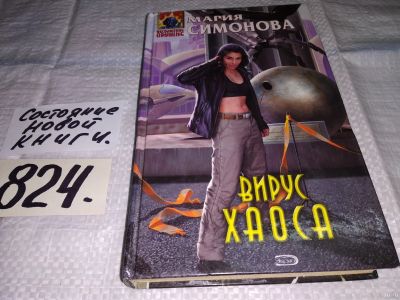 МАРИЯ
СИМОНОВА
Состояние
новой
книги.
824.
ВИРУС
ХАОСА